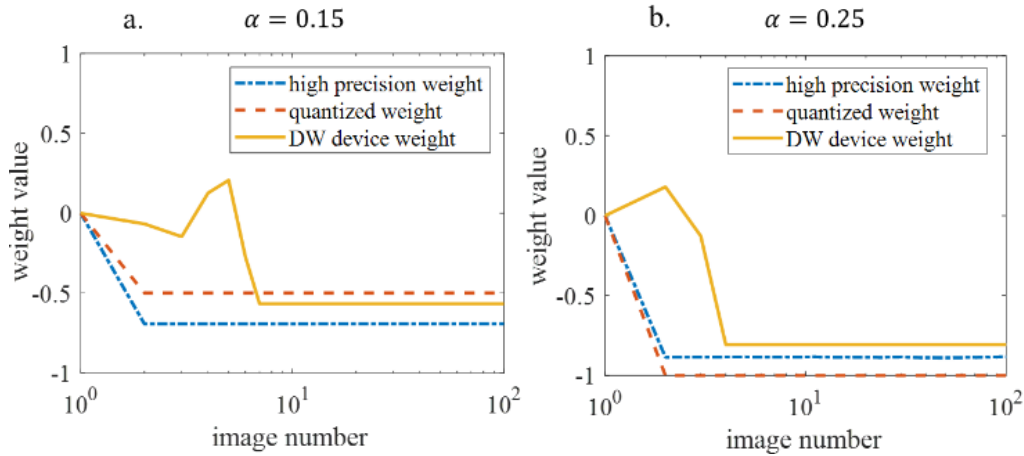 a. α = 0.15
1
0.5
0
-0.5
-1
weight value
high precision weight
quantized weight
DW device weight
10^0 10^1 10^2
image number
b. α = 0.25
1
0.5
0
-0.5
-1
weight value
high precision weight
quantized weight
DW device weight
10^0 10^1 10^2
image number